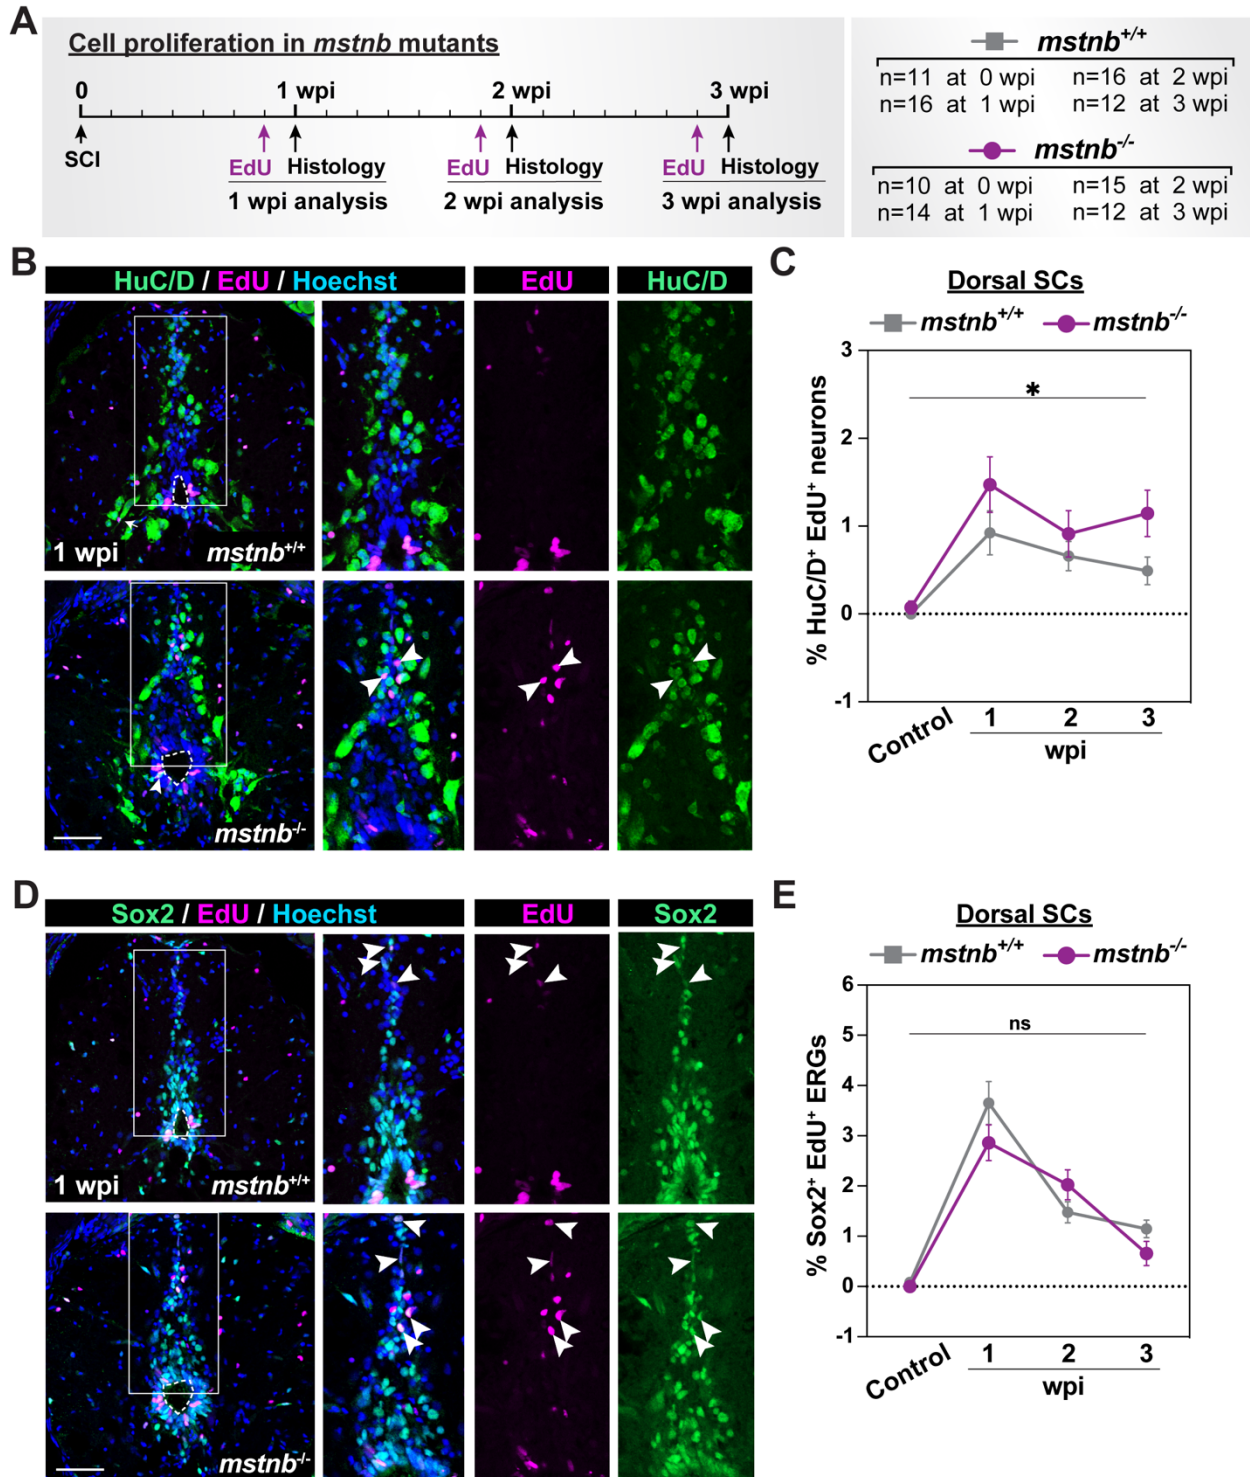 A
Cell proliferation in mstnb mutants
0 1 wpi 2 wpi 3 wpi
SCI
EdU Histology EdU Histology EdU Histology
1 wpi analysis 2 wpi analysis 3 wpi analysis
mstnb+/+
n=11 at 0 wpi n=16 at 2 wpi
n=16 at 1 wpi n=12 at 3 wpi
mstnb-/-
n=10 at 0 wpi n=15 at 2 wpi
n=14 at 1 wpi n=12 at 3 wpi
B
HuC/D / EdU / Hoechst EdU HuC/D
1 wpi mstnb+/+
mstnb-/-
C
Dorsal SCs
mstnb+/+ mstnb-/-
% HuC/D+ EdU+ neurons
3
*
2
1
0
-1
Control 1 2 3
wpi
D
Sox2 / EdU / Hoechst EdU Sox2
1 wpi mstnb+/+
mstnb-/-
E
Dorsal SCs
mstnb+/+ mstnb-/-
% Sox2+ EdU+ ERGs
6
5
ns
4
3
2
1
0
-1
Control 1 2 3
wpi